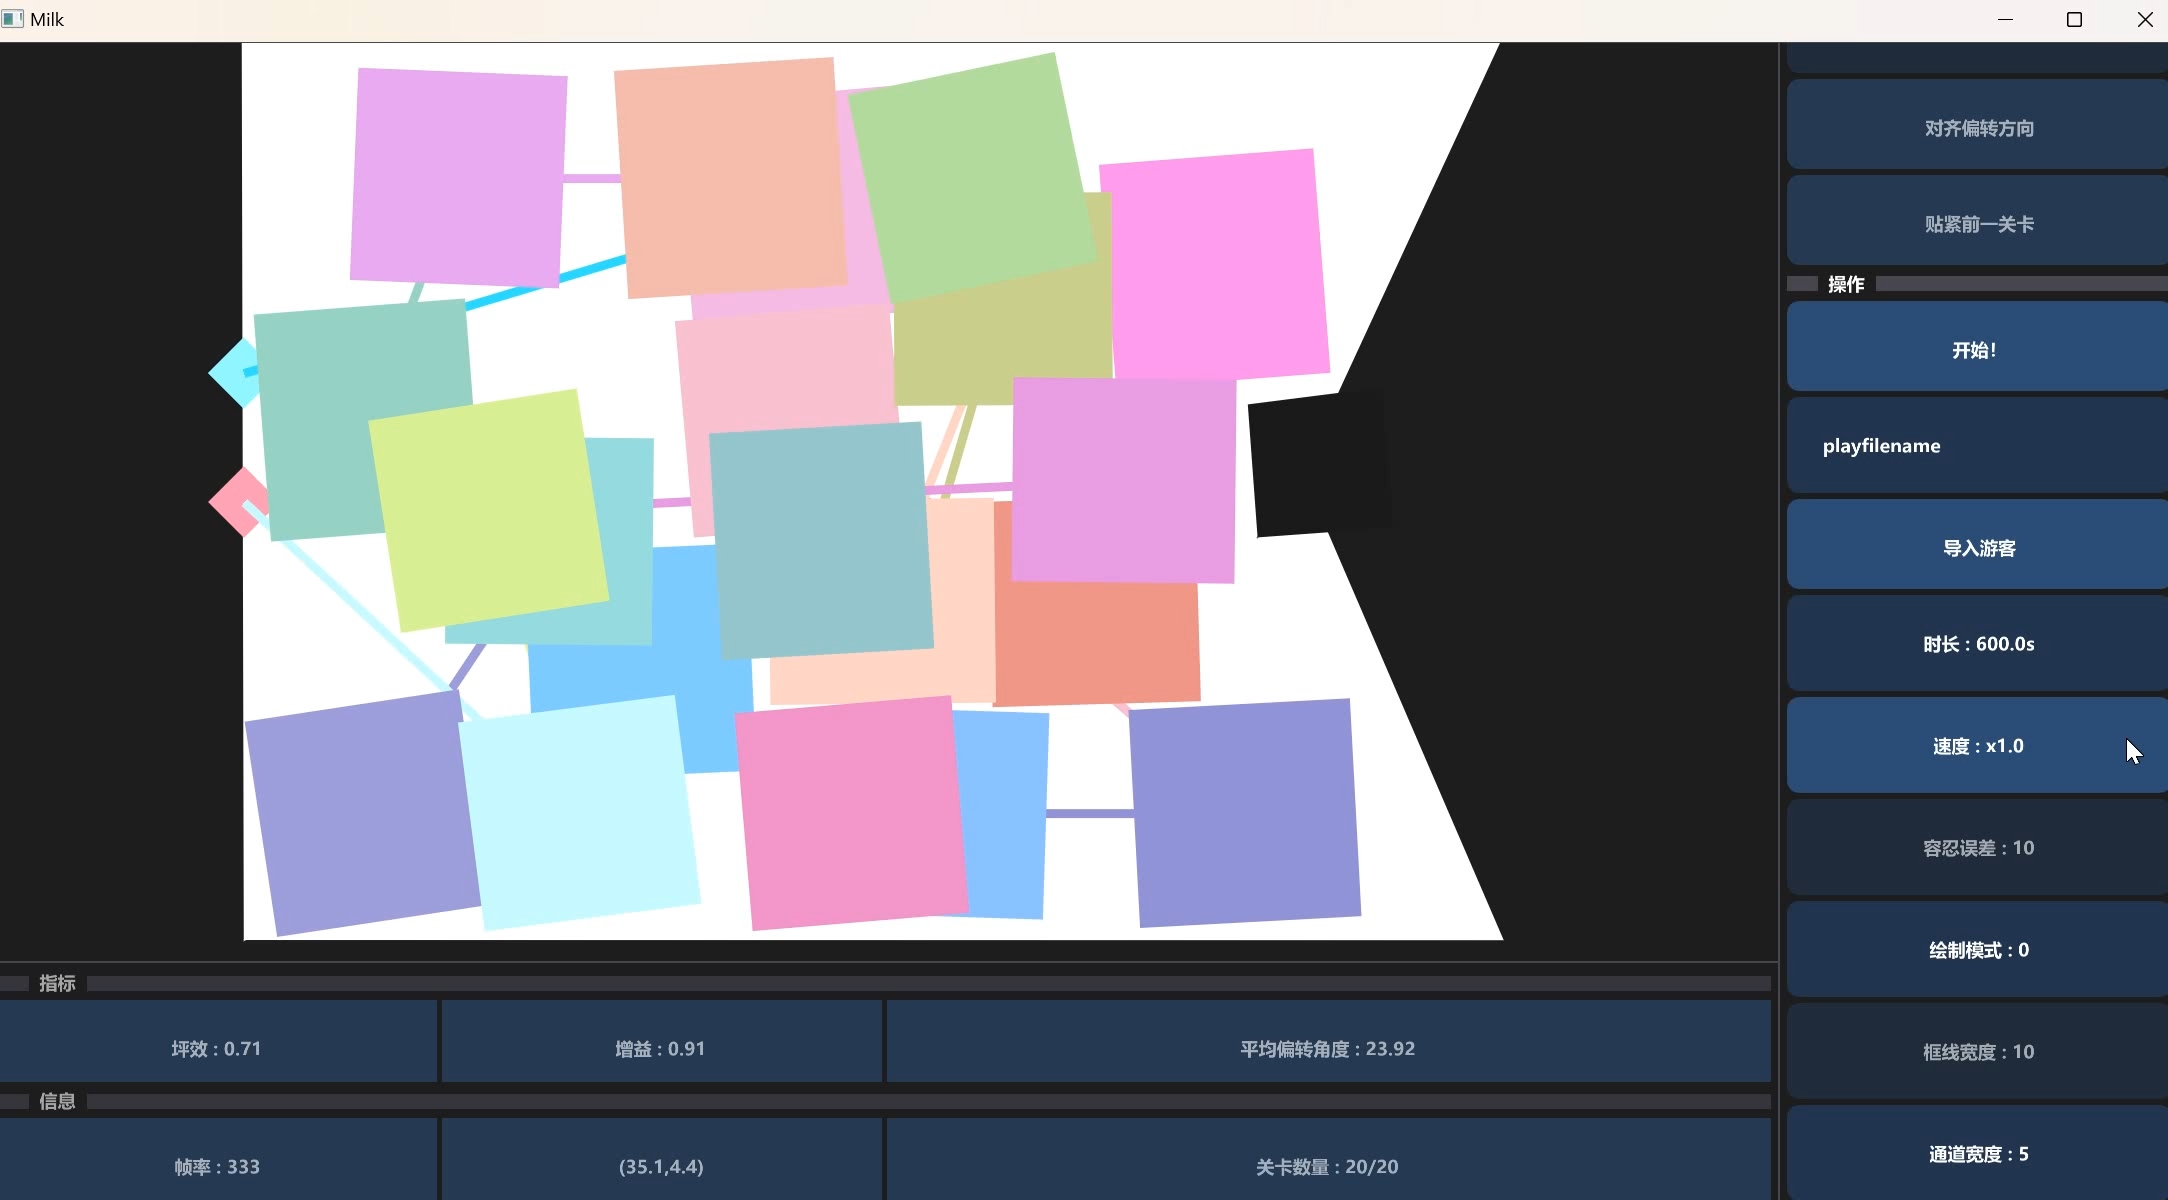 Milk
对齐偏转方向
贴紧前一关卡
操作
开始！
playfilename
导入游客
时长 : 600.0s
速度 : x1.0
容忍误差 : 10
绘制模式 : 0
框线宽度 : 10
通道宽度 : 5
指标
坪效 : 0.71
增益 : 0.91
平均偏转角度 : 23.92
信息
帧率 : 333
(35.1,4.4)
关卡数量 : 20/20